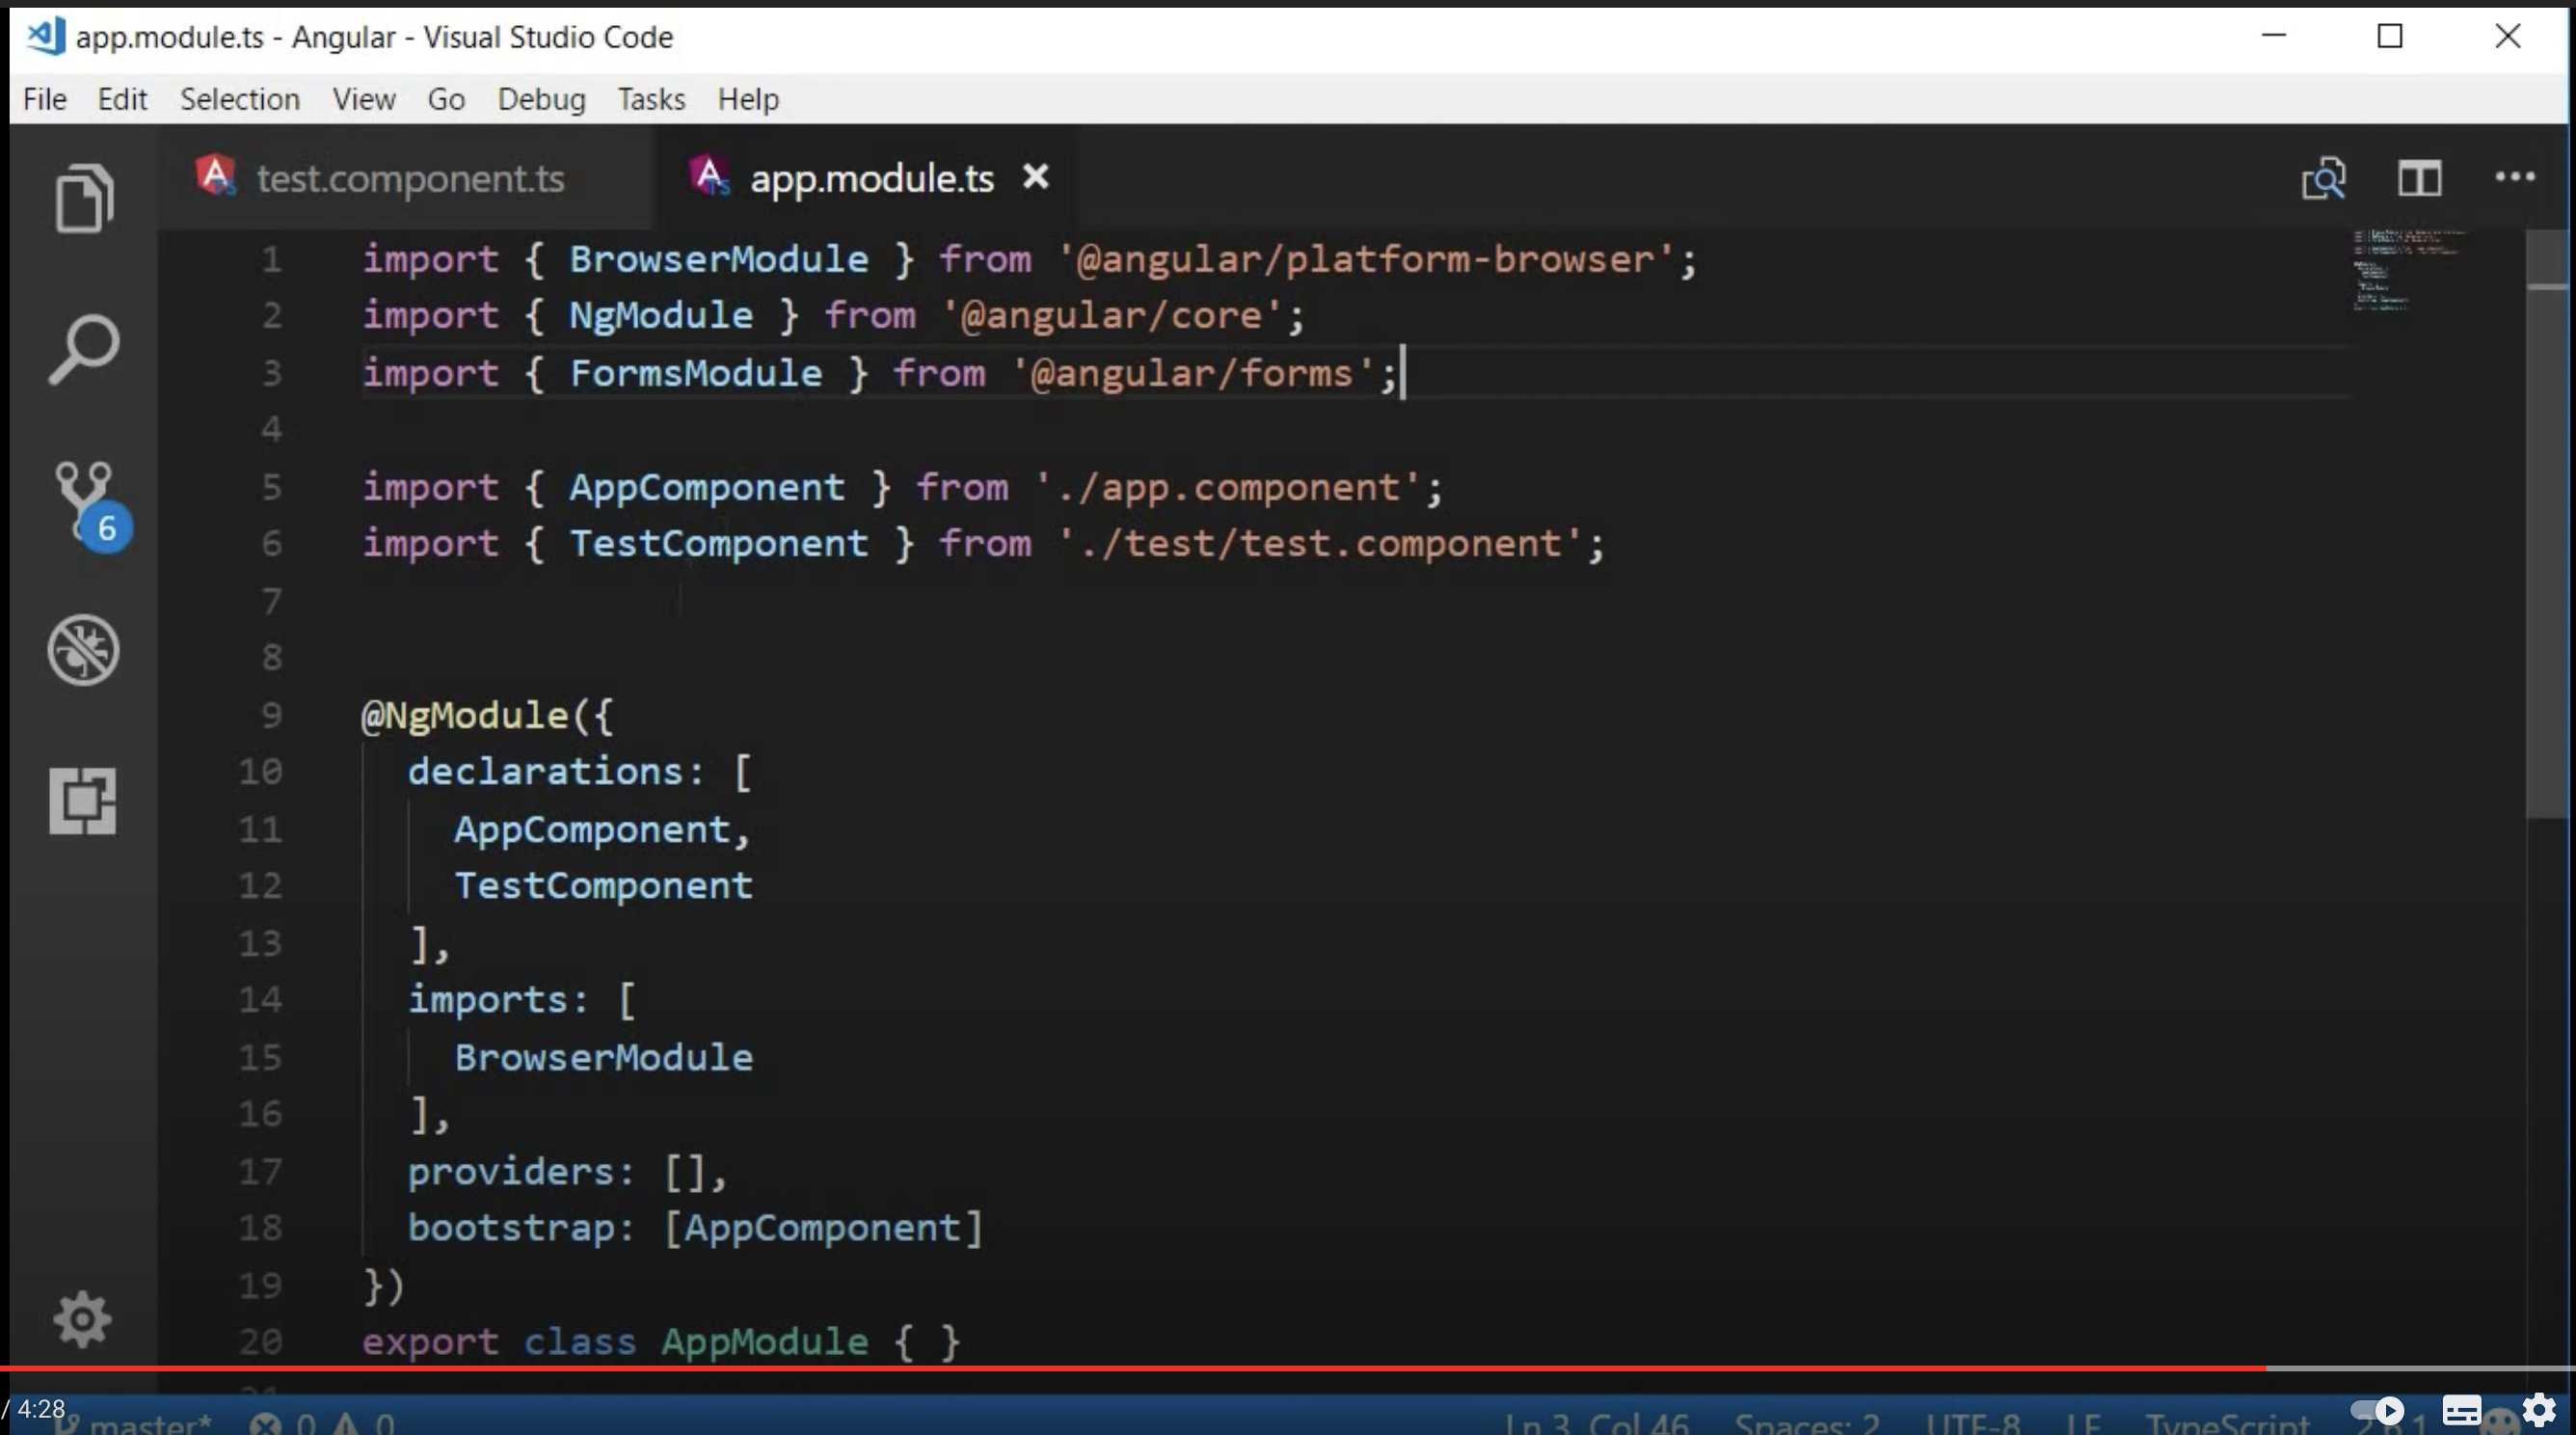 app.module.ts - Angular - Visual Studio Code
File Edit Selection View Go Debug Tasks Help
test.component.ts app.module.ts
1 import { BrowserModule } from '@angular/platform-browser';
2 import { NgModule } from '@angular/core';
3 import { FormsModule } from '@angular/forms';
4
5 import { AppComponent } from './app.component';
6 import { TestComponent } from './test/test.component';
7
8
9 @NgModule({
10 declarations: [
11 AppComponent,
12 TestComponent
13 ],
14 imports: [
15 BrowserModule
16 ],
17 providers: [],
18 bootstrap: [AppComponent]
19 })
20 export class AppModule { }
6
/ 4:28
master* 0 0 Ln 3, Col 46 Spaces: 2 UTF-8 LF TypeScript